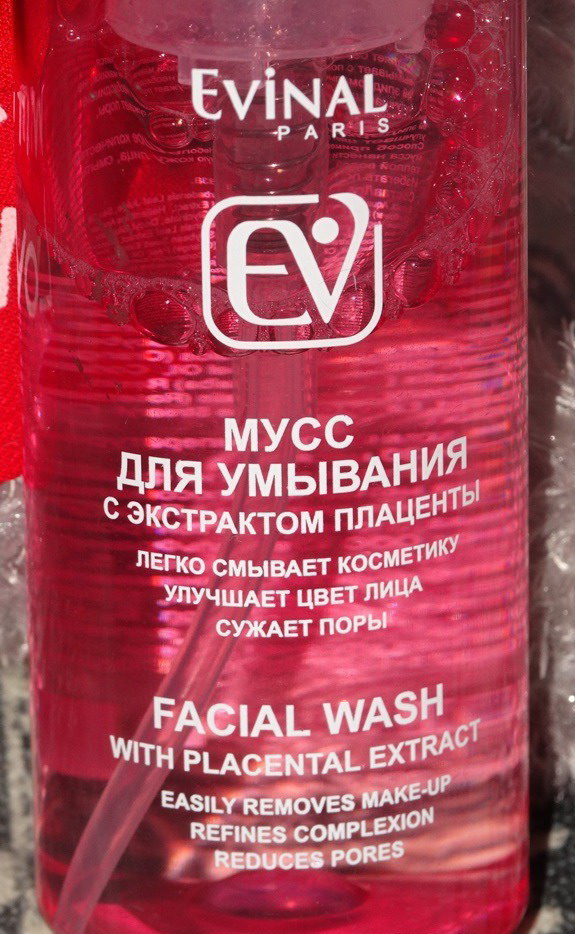 EVINAL
PARIS
EV
МУСС
ДЛЯ УМЫВАНИЯ
С ЭКСТРАКТОМ ПЛАЦЕНТЫ
ЛЕГКО СМЫВАЕТ КОСМЕТИКУ
УЛУЧШАЕТ ЦВЕТ ЛИЦА
СУЖАЕТ ПОРЫ
FACIAL WASH
WITH PLACENTAL EXTRACT
EASILY REMOVES MAKE-UP
REFINES COMPLEXION
REDUCES PORES